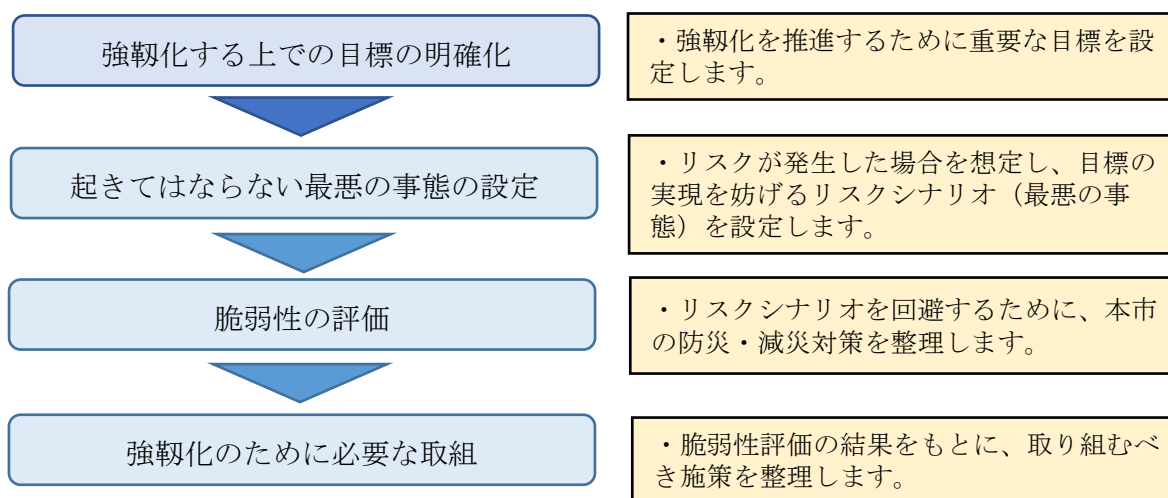 強靱化する上での目標の明確化
・強靱化を推進するために重要な目標を設
定します。
起きてはならない最悪の事態の設定
・リスクが発生した場合を想定し、目標の
実現を妨げるリスクシナリオ（最悪の事
態）を設定します。
脆弱性の評価
・リスクシナリオを回避するために、本市
の防災・減災対策を整理します。
強靱化のために必要な取組
・脆弱性評価の結果をもとに、取り組むべ
き施策を整理します。